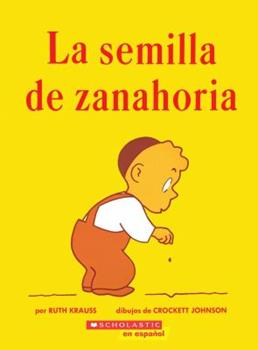 La semilla
de zanahoria
por RUTH KRAUSS dibujos de CROCKETT JOHNSON
SCHOLASTIC
en español